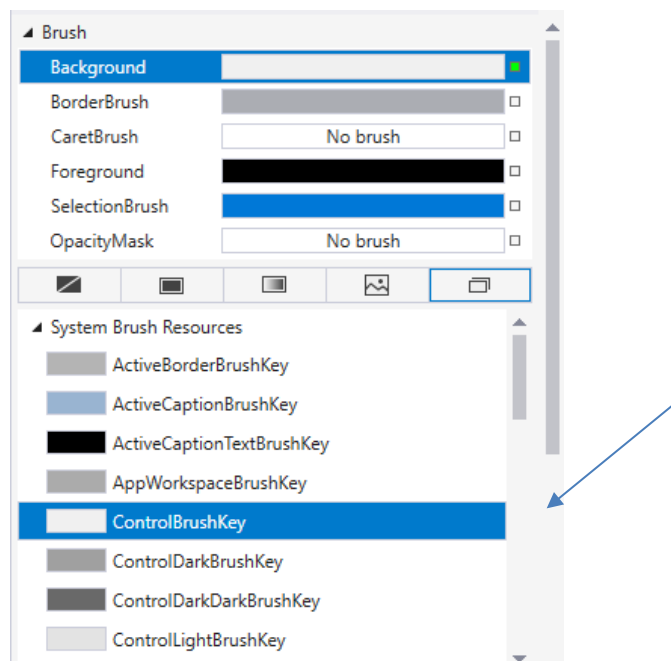 Brush
Background
BorderBrush
CaretBrush No brush
Foreground
SelectionBrush
OpacityMask No brush
System Brush Resources
ActiveBorderBrushKey
ActiveCaptionBrushKey
ActiveCaptionTextBrushKey
AppWorkspaceBrushKey
ControlBrushKey
ControlDarkBrushKey
ControlDarkDarkBrushKey
ControlLightBrushKey